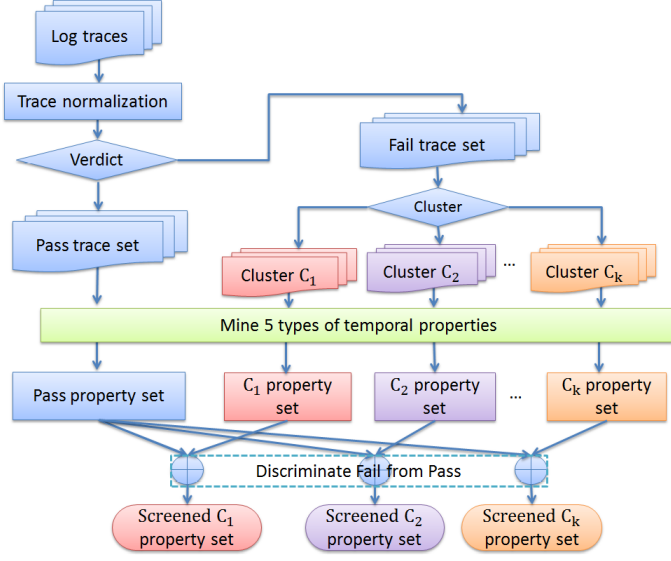 Log traces
Trace normalization
Verdict
Fail trace set
Cluster
Pass trace set
Cluster C₁
Cluster C₂
...
Cluster Cₖ
Mine 5 types of temporal properties
Pass property set
C₁ property
set
C₂ property
set
...
Cₖ property
set
Discriminate Fail from Pass
Screened C₁
property set
Screened C₂
property set
Screened Cₖ
property set